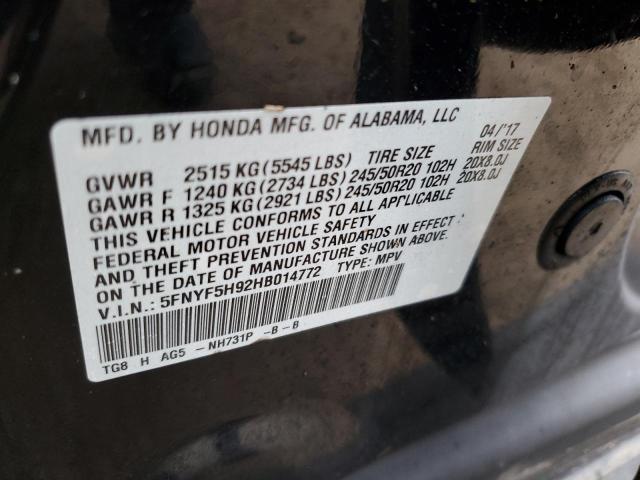 MFD. BY HONDA MFG. OF ALABAMA, LLC 04/'17
GVWR 2515 KG (5545 LBS) TIRE SIZE RIM SIZE
GAWR F 1240 KG (2734 LBS) 245/50R20 102H 20X8.0J
GAWR R 1325 KG (2921 LBS) 245/50R20 102H 20X8.0J
THIS VEHICLE CONFORMS TO ALL APPLICABLE
FEDERAL MOTOR VEHICLE SAFETY
AND THEFT PREVENTION STANDARDS IN EFFECT
ON THE DATE OF MANUFACTURE SHOWN ABOVE.
V.I.N.: 5FNYF5H92HB014772 TYPE: MPV
TG8 H AG5 -NH731P -B-B